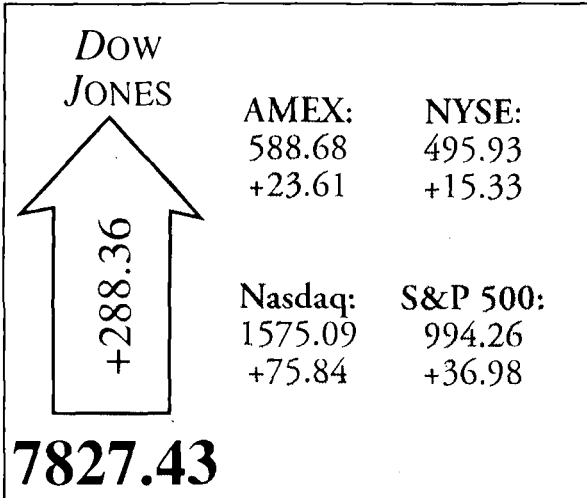 DOW
JONES
+288.36
7827.43
AMEX:
588.68
+23.61
NYSE:
495.93
+15.33
Nasdaq:
1575.09
+75.84
S&P 500:
994.26
+36.98